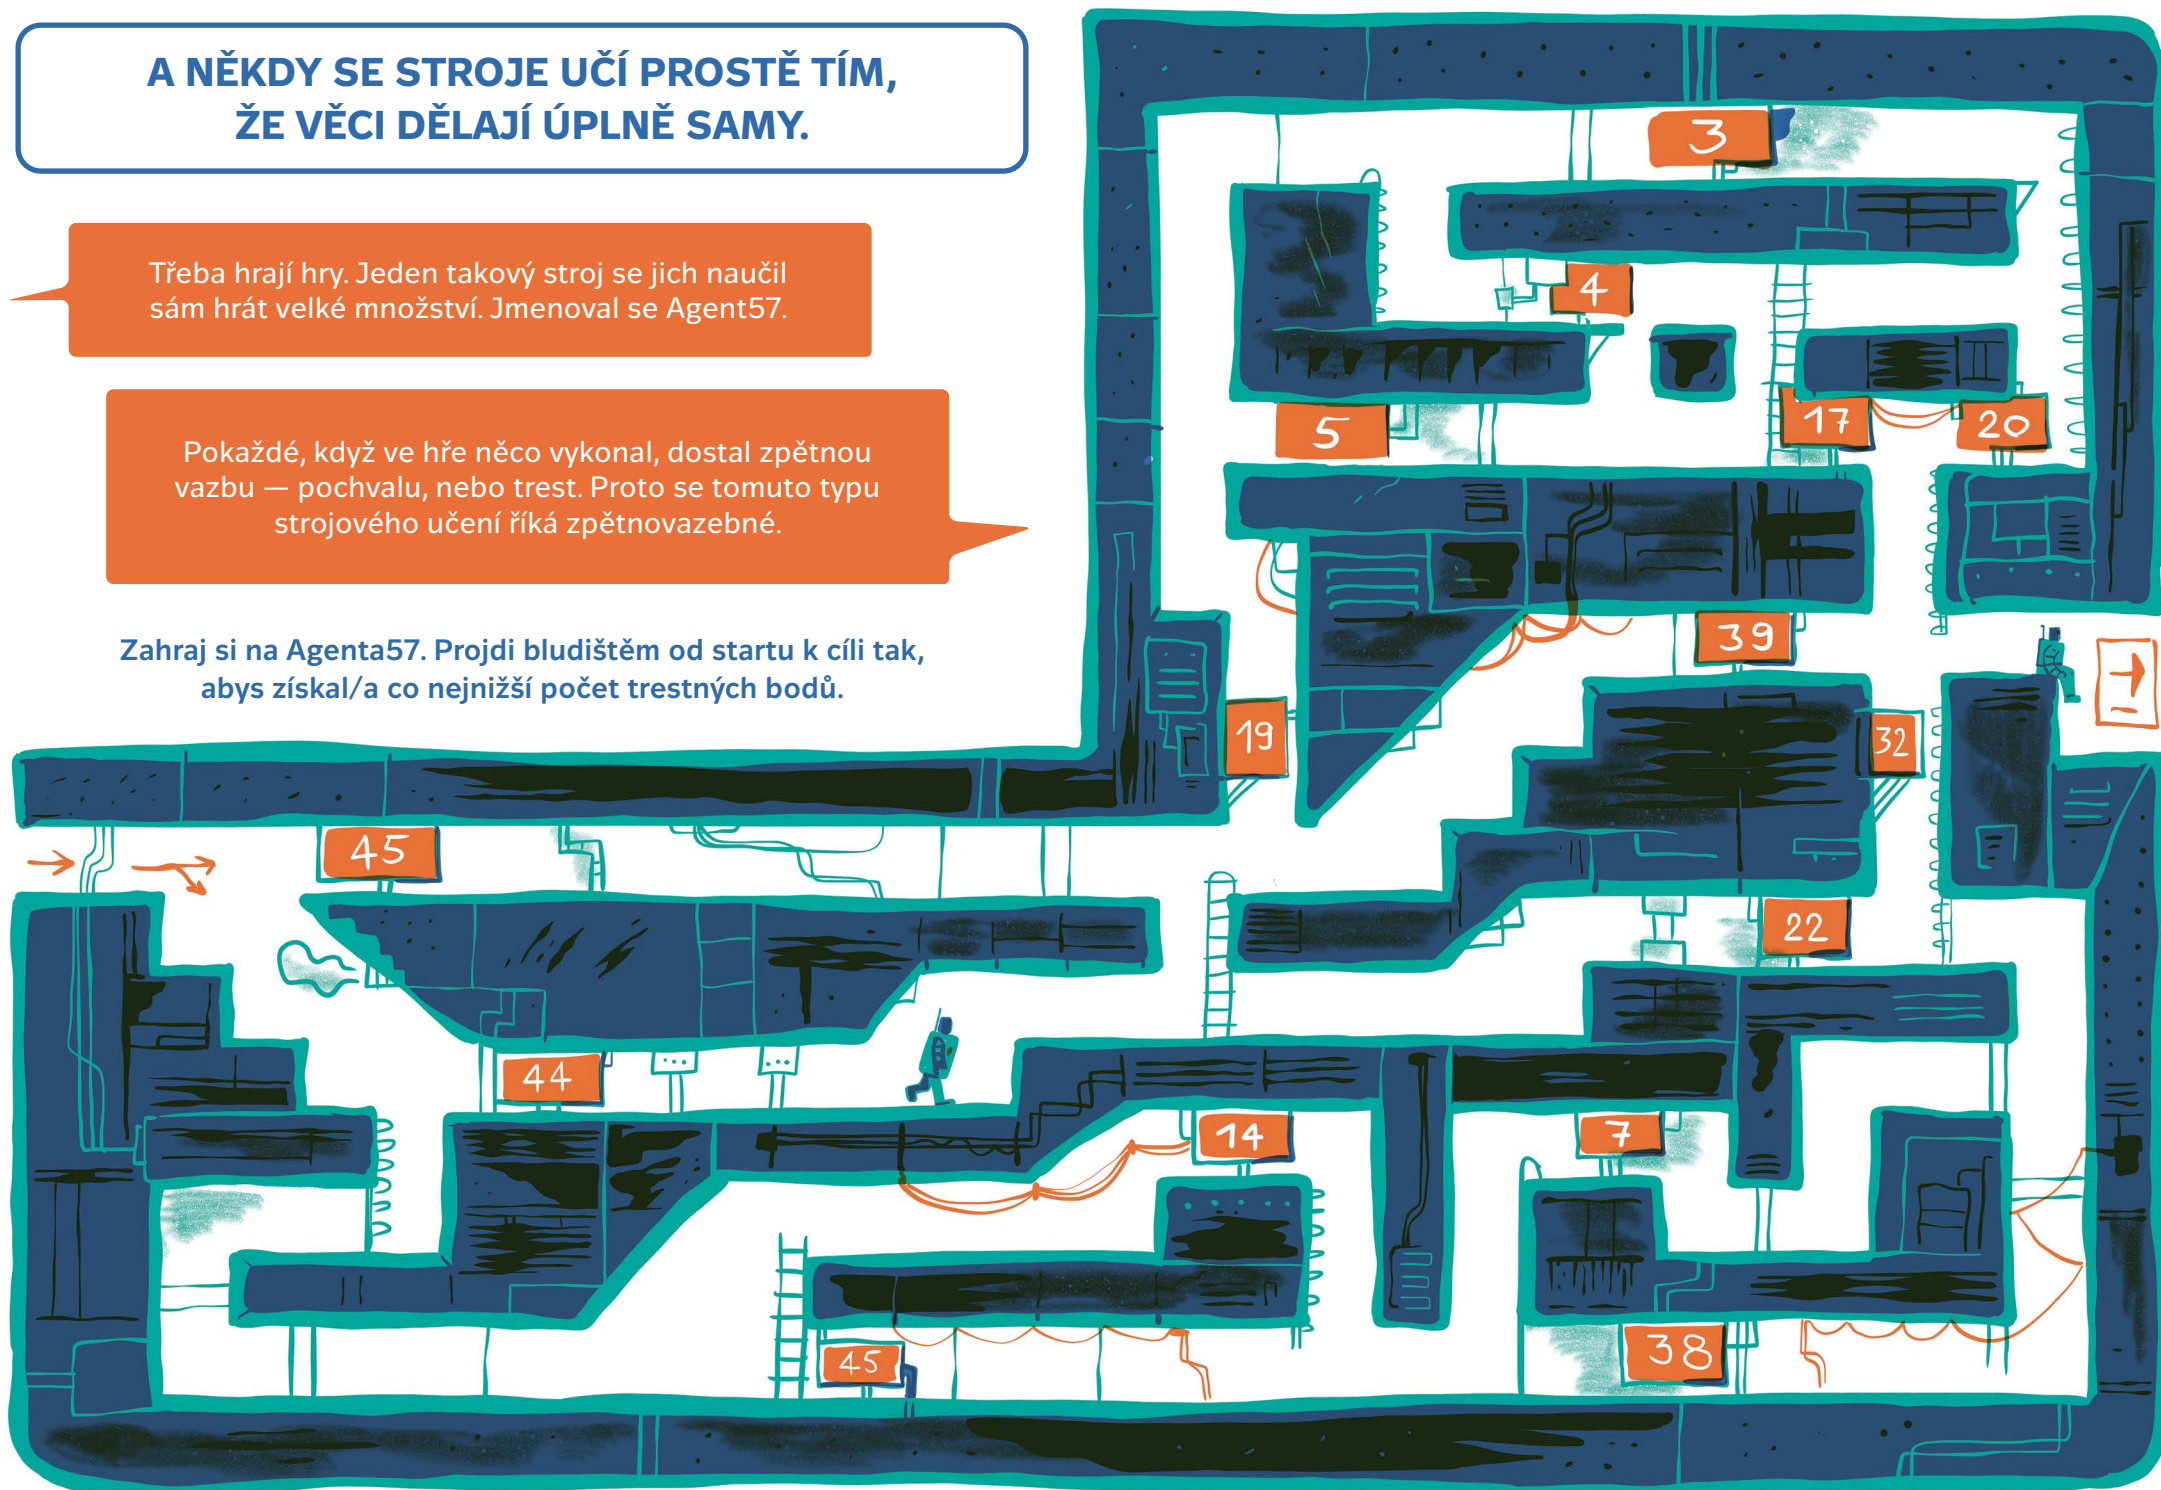 A NĚKDY SE STROJE UČÍ PROSTĚ TÍM,
ŽE VĚCI DĚLAJÍ ÚPLNĚ SAMY.
Třeba hrají hry. Jeden takový stroj se jich naučil
sám hrát velké množství. Jmenoval se Agent57.
Pokaždé, když ve hře něco vykonal, dostal zpětnou
vazbu — pochvalu, nebo trest. Proto se tomuto typu
strojového učení říká zpětnovazebné.
Zahraj si na Agenta57. Projdi bludištěm od startu k cíli tak,
abys získal/a co nejnižší počet trestných bodů.
3
4
5
17
20
39
19
32
45
22
44
14
7
38
45